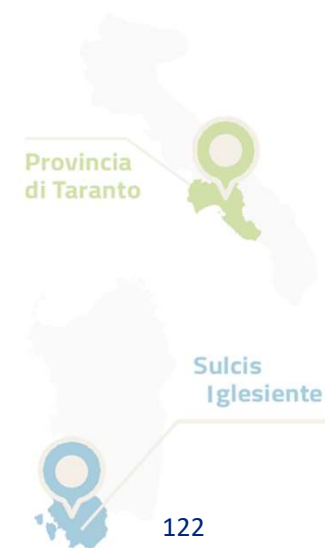 Provincia
di Taranto
Sulcis
Iglesiente
122